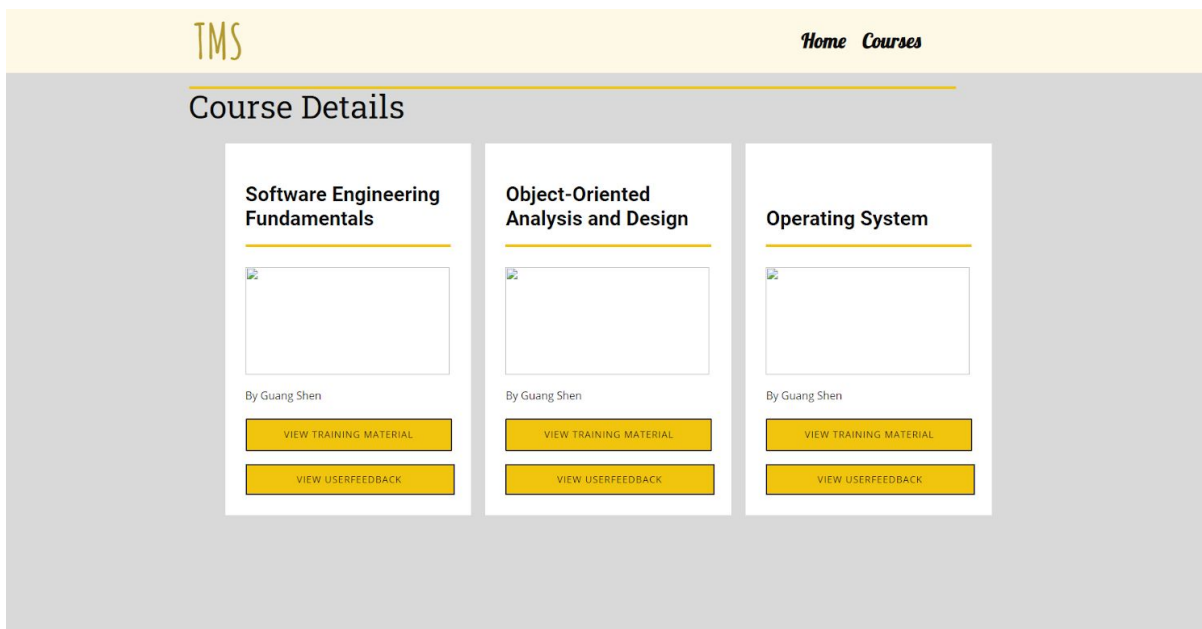 TMS
Home Courses
Course Details
Software Engineering
Fundamentals
By Guang Shen
VIEW TRAINING MATERIAL
VIEW USERFEEDBACK
Object-Oriented
Analysis and Design
By Guang Shen
VIEW TRAINING MATERIAL
VIEW USERFEEDBACK
Operating System
By Guang Shen
VIEW TRAINING MATERIAL
VIEW USERFEEDBACK